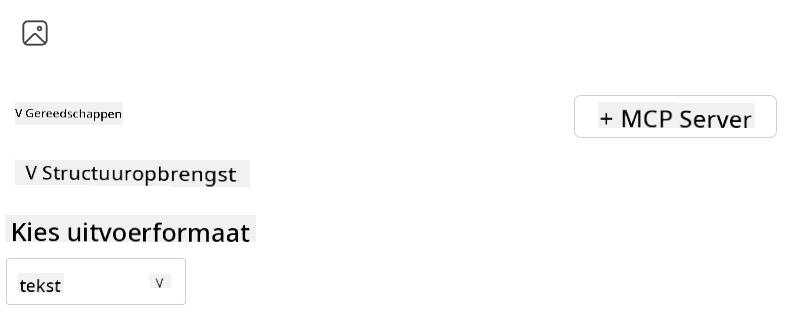 V Gereedschappen
+ MCP Server
V Structuuropbrengst
Kies uitvoerformaat
tekst V